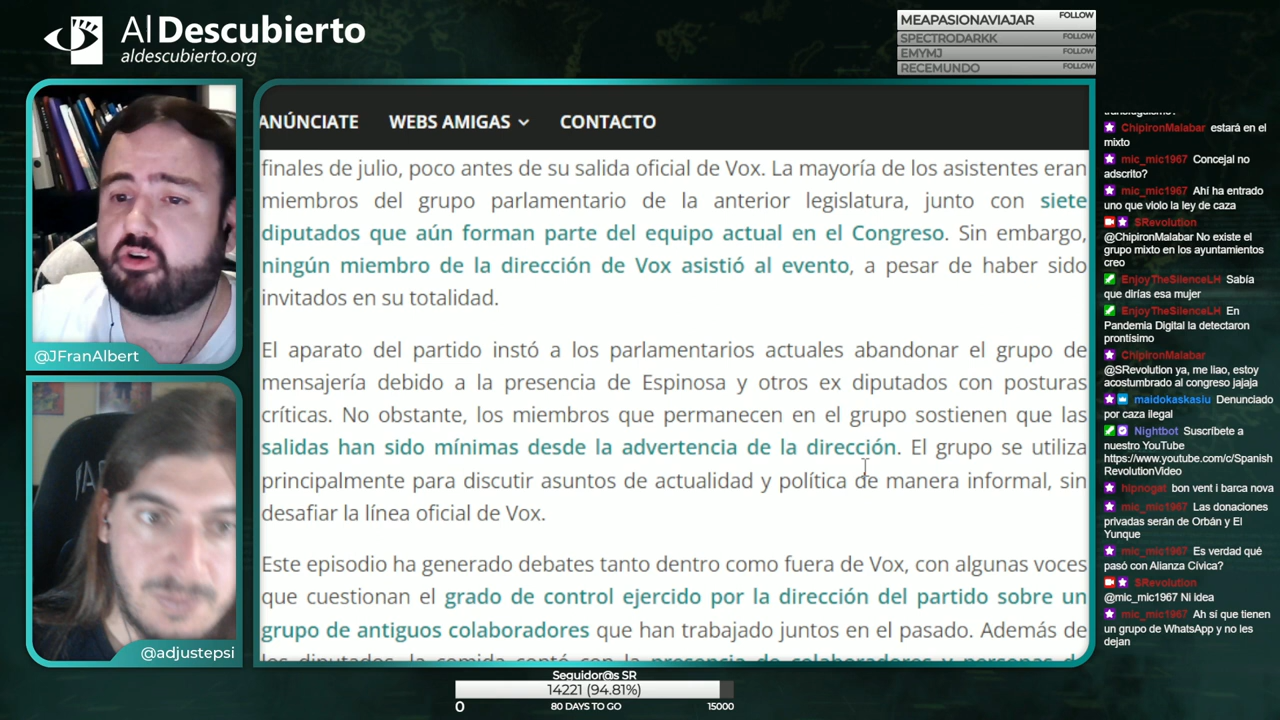 Al Descubierto
aldescubierto.org
MEAPASIONAVIAJAR FOLLOW
SPECTRODARKK FOLLOW
EMYMJ FOLLOW
RECEMUNDO FOLLOW
@JFranAlbert
@adjustepsi
ANÚNCIATE WEBS AMIGAS CONTACTO
finales de julio, poco antes de su salida oficial de Vox. La mayoría de los asistentes eran
miembros del grupo parlamentario de la anterior legislatura, junto con siete
diputados que aún forman parte del equipo actual en el Congreso. Sin embargo,
ningún miembro de la dirección de Vox asistió al evento, a pesar de haber sido
invitados en su totalidad.
El aparato del partido instó a los parlamentarios actuales abandonar el grupo de
mensajería debido a la presencia de Espinosa y otros ex diputados con posturas
críticas. No obstante, los miembros que permanecen en el grupo sostienen que las
salidas han sido mínimas desde la advertencia de la dirección. El grupo se utiliza
principalmente para discutir asuntos de actualidad y política de manera informal, sin
desafiar la línea oficial de Vox.
Este episodio ha generado debates tanto dentro como fuera de Vox, con algunas voces
que cuestionan el grado de control ejercido por la dirección del partido sobre un
grupo de antiguos colaboradores que han trabajado juntos en el pasado. Además de
los diputados, la comida contó con la presencia de colaboradores y personas de
ChipironMalabar estará en el
mixto
mic_mic1967 Concejal no
adscrito?
mic_mic1967 Ahí ha entrado
uno que violo la ley de caza
$Revolution
@ChipironMalabar No existe el
grupo mixto en los ayuntamientos
creo
EnjoyTheSilenceLH Sabía
que dirías esa mujer
EnjoyTheSilenceLH En
Pandemia Digital la detectaron
prontísimo
ChipironMalabar
@SRevolution ya, me liao, estoy
acostumbrado al congreso jajaja
maidokaskasiu Denunciado
por caza ilegal
Nightbot Suscríbete a
nuestro YouTube
https://www.youtube.com/c/Spanish
RevolutionVideo
hipnogat bon vent i barca nova
mic_mic1967 Las donaciones
privadas serán de Orbán y El
Yunque
mic_mic1967 Es verdad qué
pasó con Alianza Cívica?
$Revolution
@mic_mic1967 Ni idea
mic_mic1967 Ah sí que tienen
un grupo de WhatsApp y no les
dejan
Seguidor@s SR
14221 (94.81%)
0 80 DAYS TO GO 15000